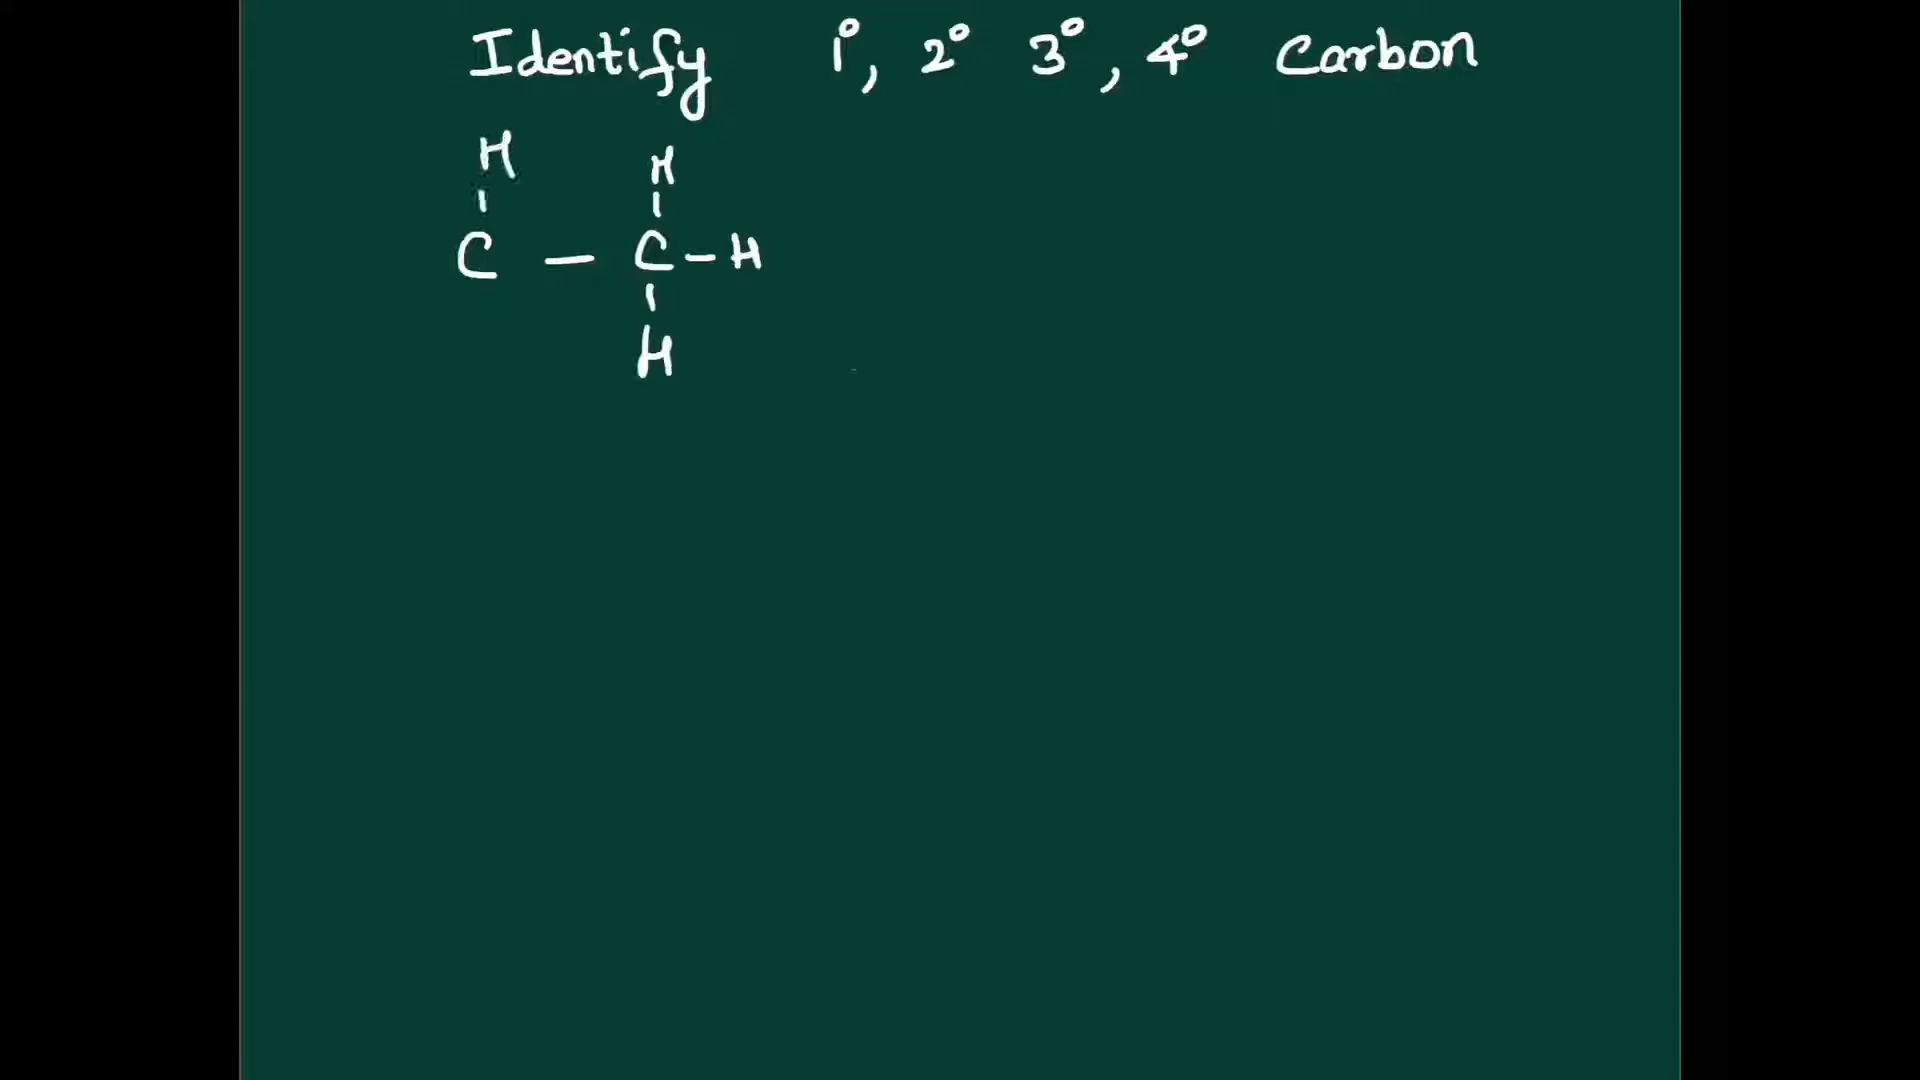 Identify 1°, 2° 3°, 4° Carbon
H H
C — C – H
H